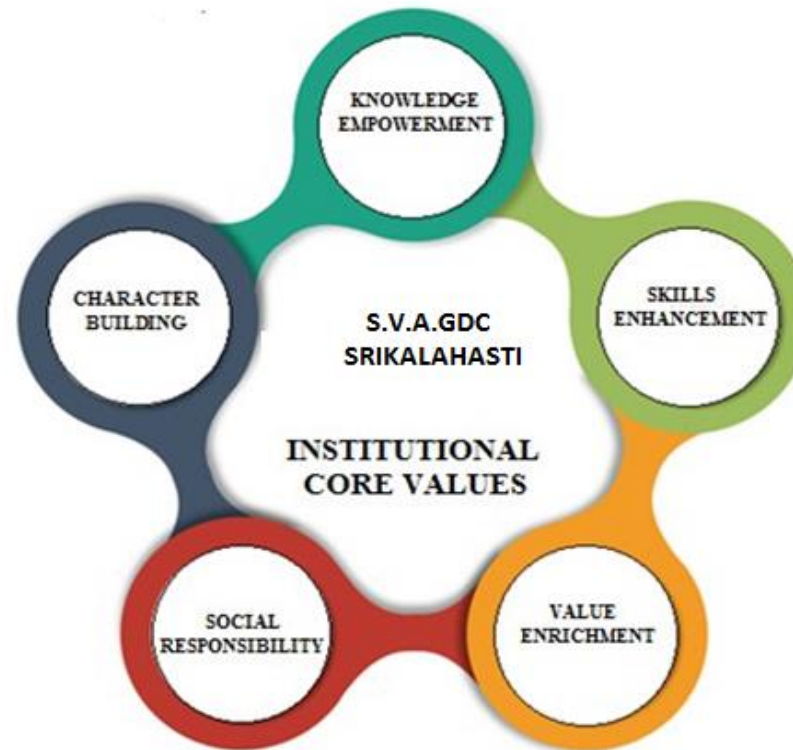 KNOWLEDGE
EMPOWERMENT
SKILLS
ENHANCEMENT
VALUE
ENRICHMENT
SOCIAL
RESPONSIBILITY
CHARACTER
BUILDING
S.V.A.GDC
SRIKALAHASTI
INSTITUTIONAL
CORE VALUES